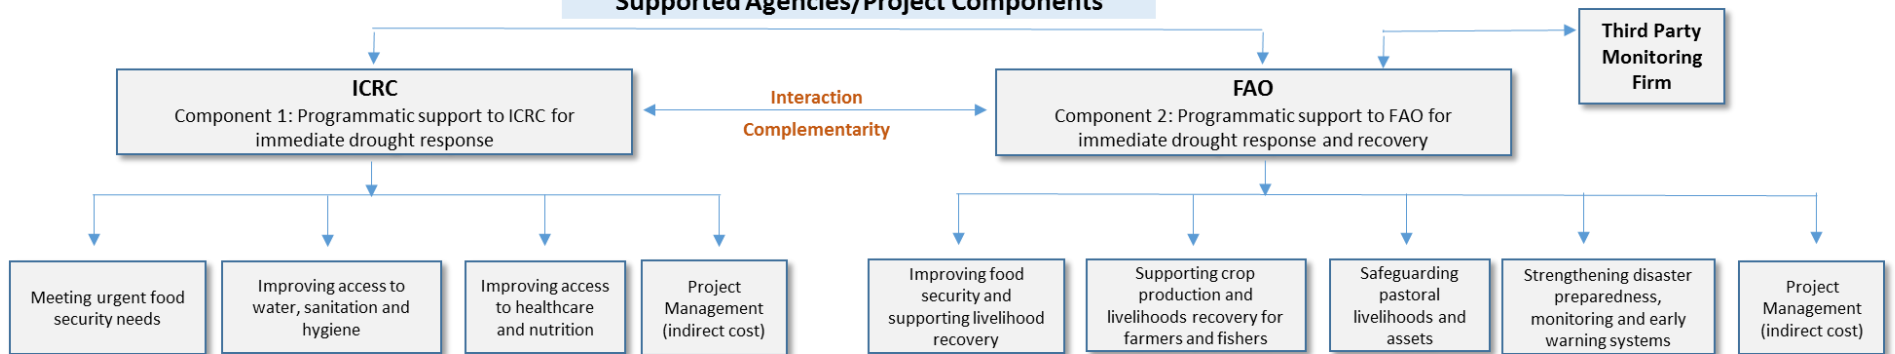 Supported Agencies/Project Components
Third Party
Monitoring
Firm
ICRC
Component 1: Programmatic support to ICRC for
immediate drought response
Interaction
Complementarity
FAO
Component 2: Programmatic support to FAO for
immediate drought response and recovery
Meeting urgent food
security needs
Improving access to
water, sanitation and
hygiene
Improving access
to healthcare
and nutrition
Project
Management
(indirect cost)
Improving food
security and
supporting livelihood
recovery
Supporting crop
production and
livelihoods recovery for
farmers and fishers
Safeguarding
pastoral
livelihoods and
assets
Strengthening disaster
preparedness,
monitoring and early
warning systems
Project
Management
(indirect cost)